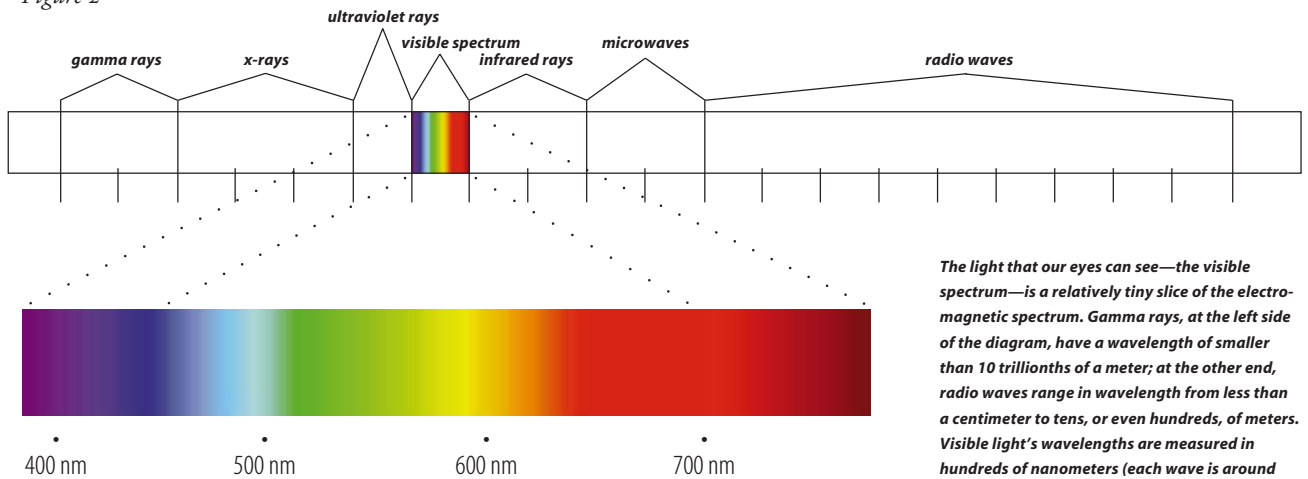 Figure 2
ultraviolet rays
visible spectrum
microwaves
gamma rays
x-rays
infrared rays
radio waves
The light that our eyes can see—the visible
spectrum—is a relatively tiny slice of the electro-
magnetic spectrum. Gamma rays, at the left side
of the diagram, have a wavelength of smaller
than 10 trillionths of a meter; at the other end,
radio waves range in wavelength from less than
a centimeter to tens, or even hundreds, of meters.
Visible light's wavelengths are measured in
hundreds of nanometers (each wave is around
400 nm
500 nm
600 nm
700 nm